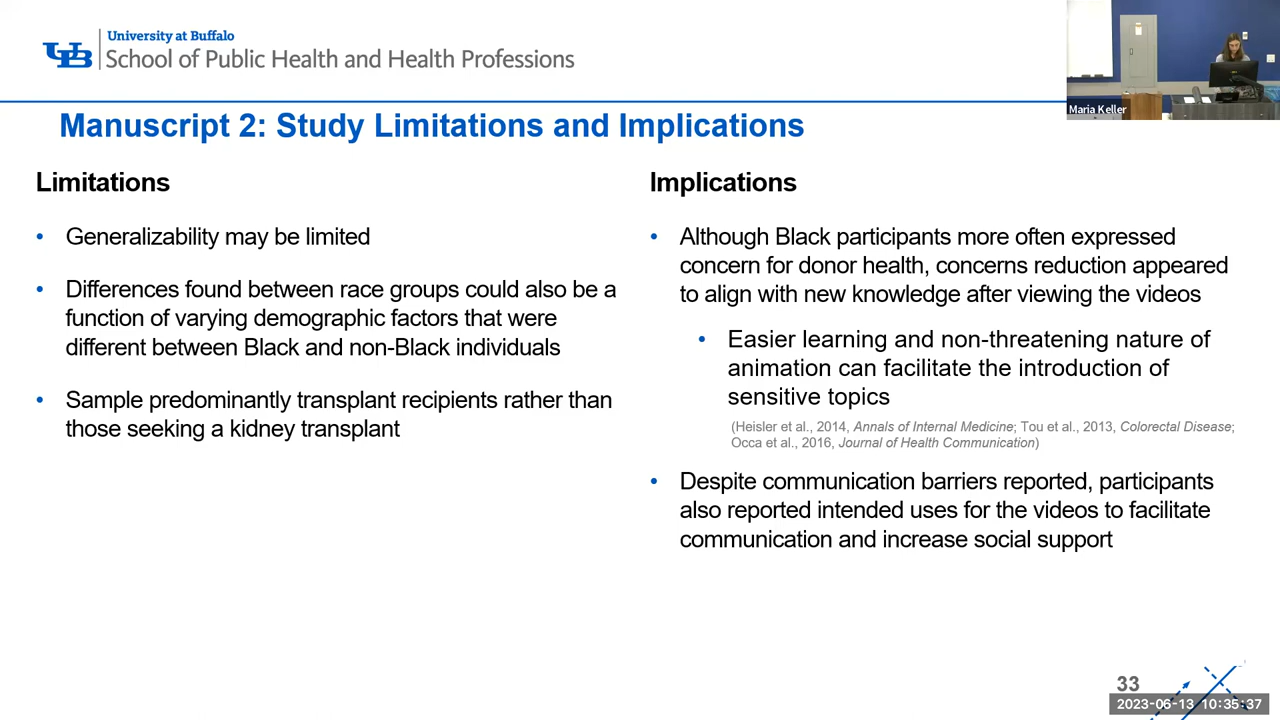 UB
University at Buffalo
School of Public Health and Health Professions
Maria Keller
Manuscript 2: Study Limitations and Implications
Limitations
• Generalizability may be limited
• Differences found between race groups could also be a
function of varying demographic factors that were
different between Black and non-Black individuals
• Sample predominantly transplant recipients rather than
those seeking a kidney transplant
Implications
• Although Black participants more often expressed
concern for donor health, concerns reduction appeared
to align with new knowledge after viewing the videos
• Easier learning and non-threatening nature of
animation can facilitate the introduction of
sensitive topics
(Heisler et al., 2014, Annals of Internal Medicine; Tou et al., 2013, Colorectal Disease;
Occa et al., 2016, Journal of Health Communication)
• Despite communication barriers reported, participants
also reported intended uses for the videos to facilitate
communication and increase social support
33
2023-06-13 10:35:37